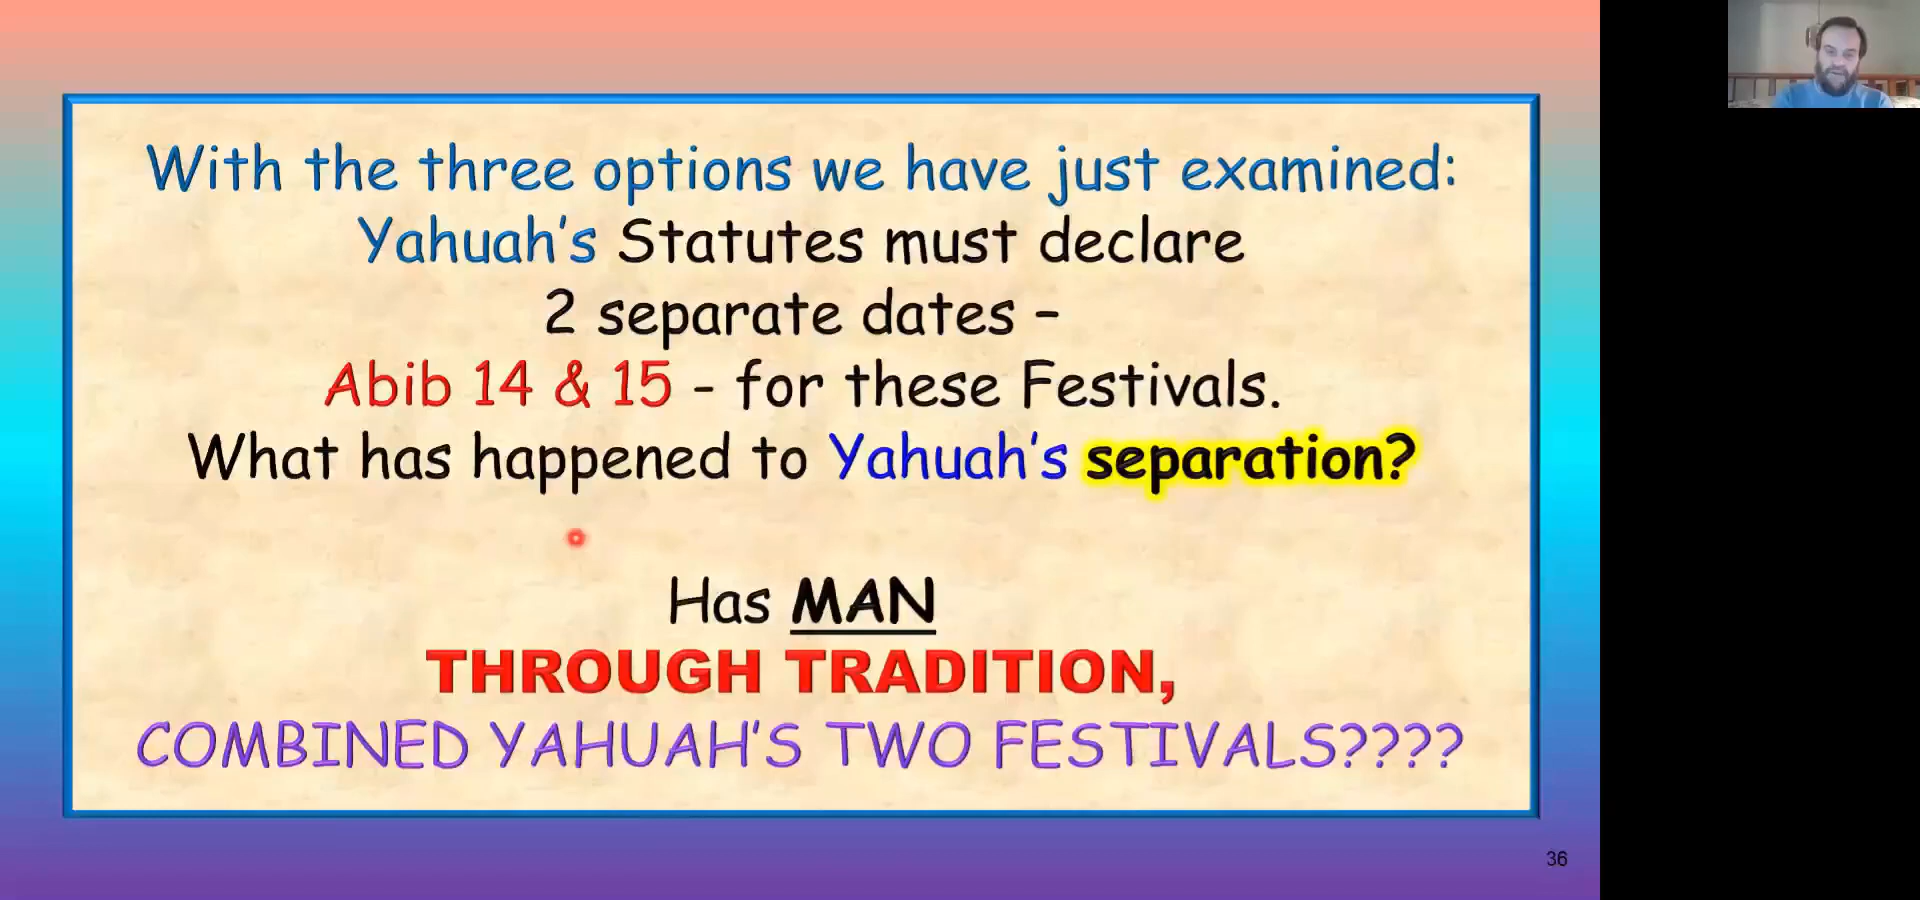 With the three options we have just examined:
Yahuah's Statutes must declare
2 separate dates –
Abib 14 & 15 - for these Festivals.
What has happened to Yahuah's separation?
Has MAN
THROUGH TRADITION,
COMBINED YAHUAH'S TWO FESTIVALS????
36